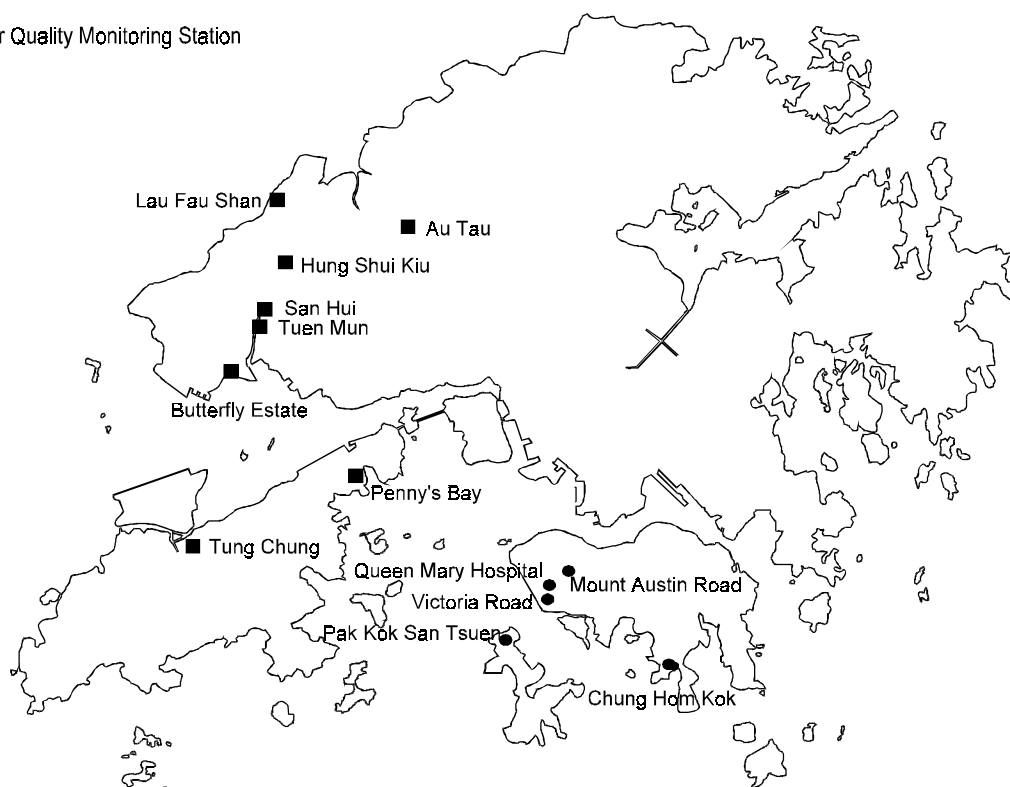 r Quality Monitoring Station
Lau Fau Shan
Au Tau
Hung Shui Kiu
San Hui
Tuen Mun
Butterfly Estate
Penny's Bay
Tung Chung
Queen Mary Hospital
Mount Austin Road
Victoria Road
Pak Kok San Tsuen
Chung Hom Kok